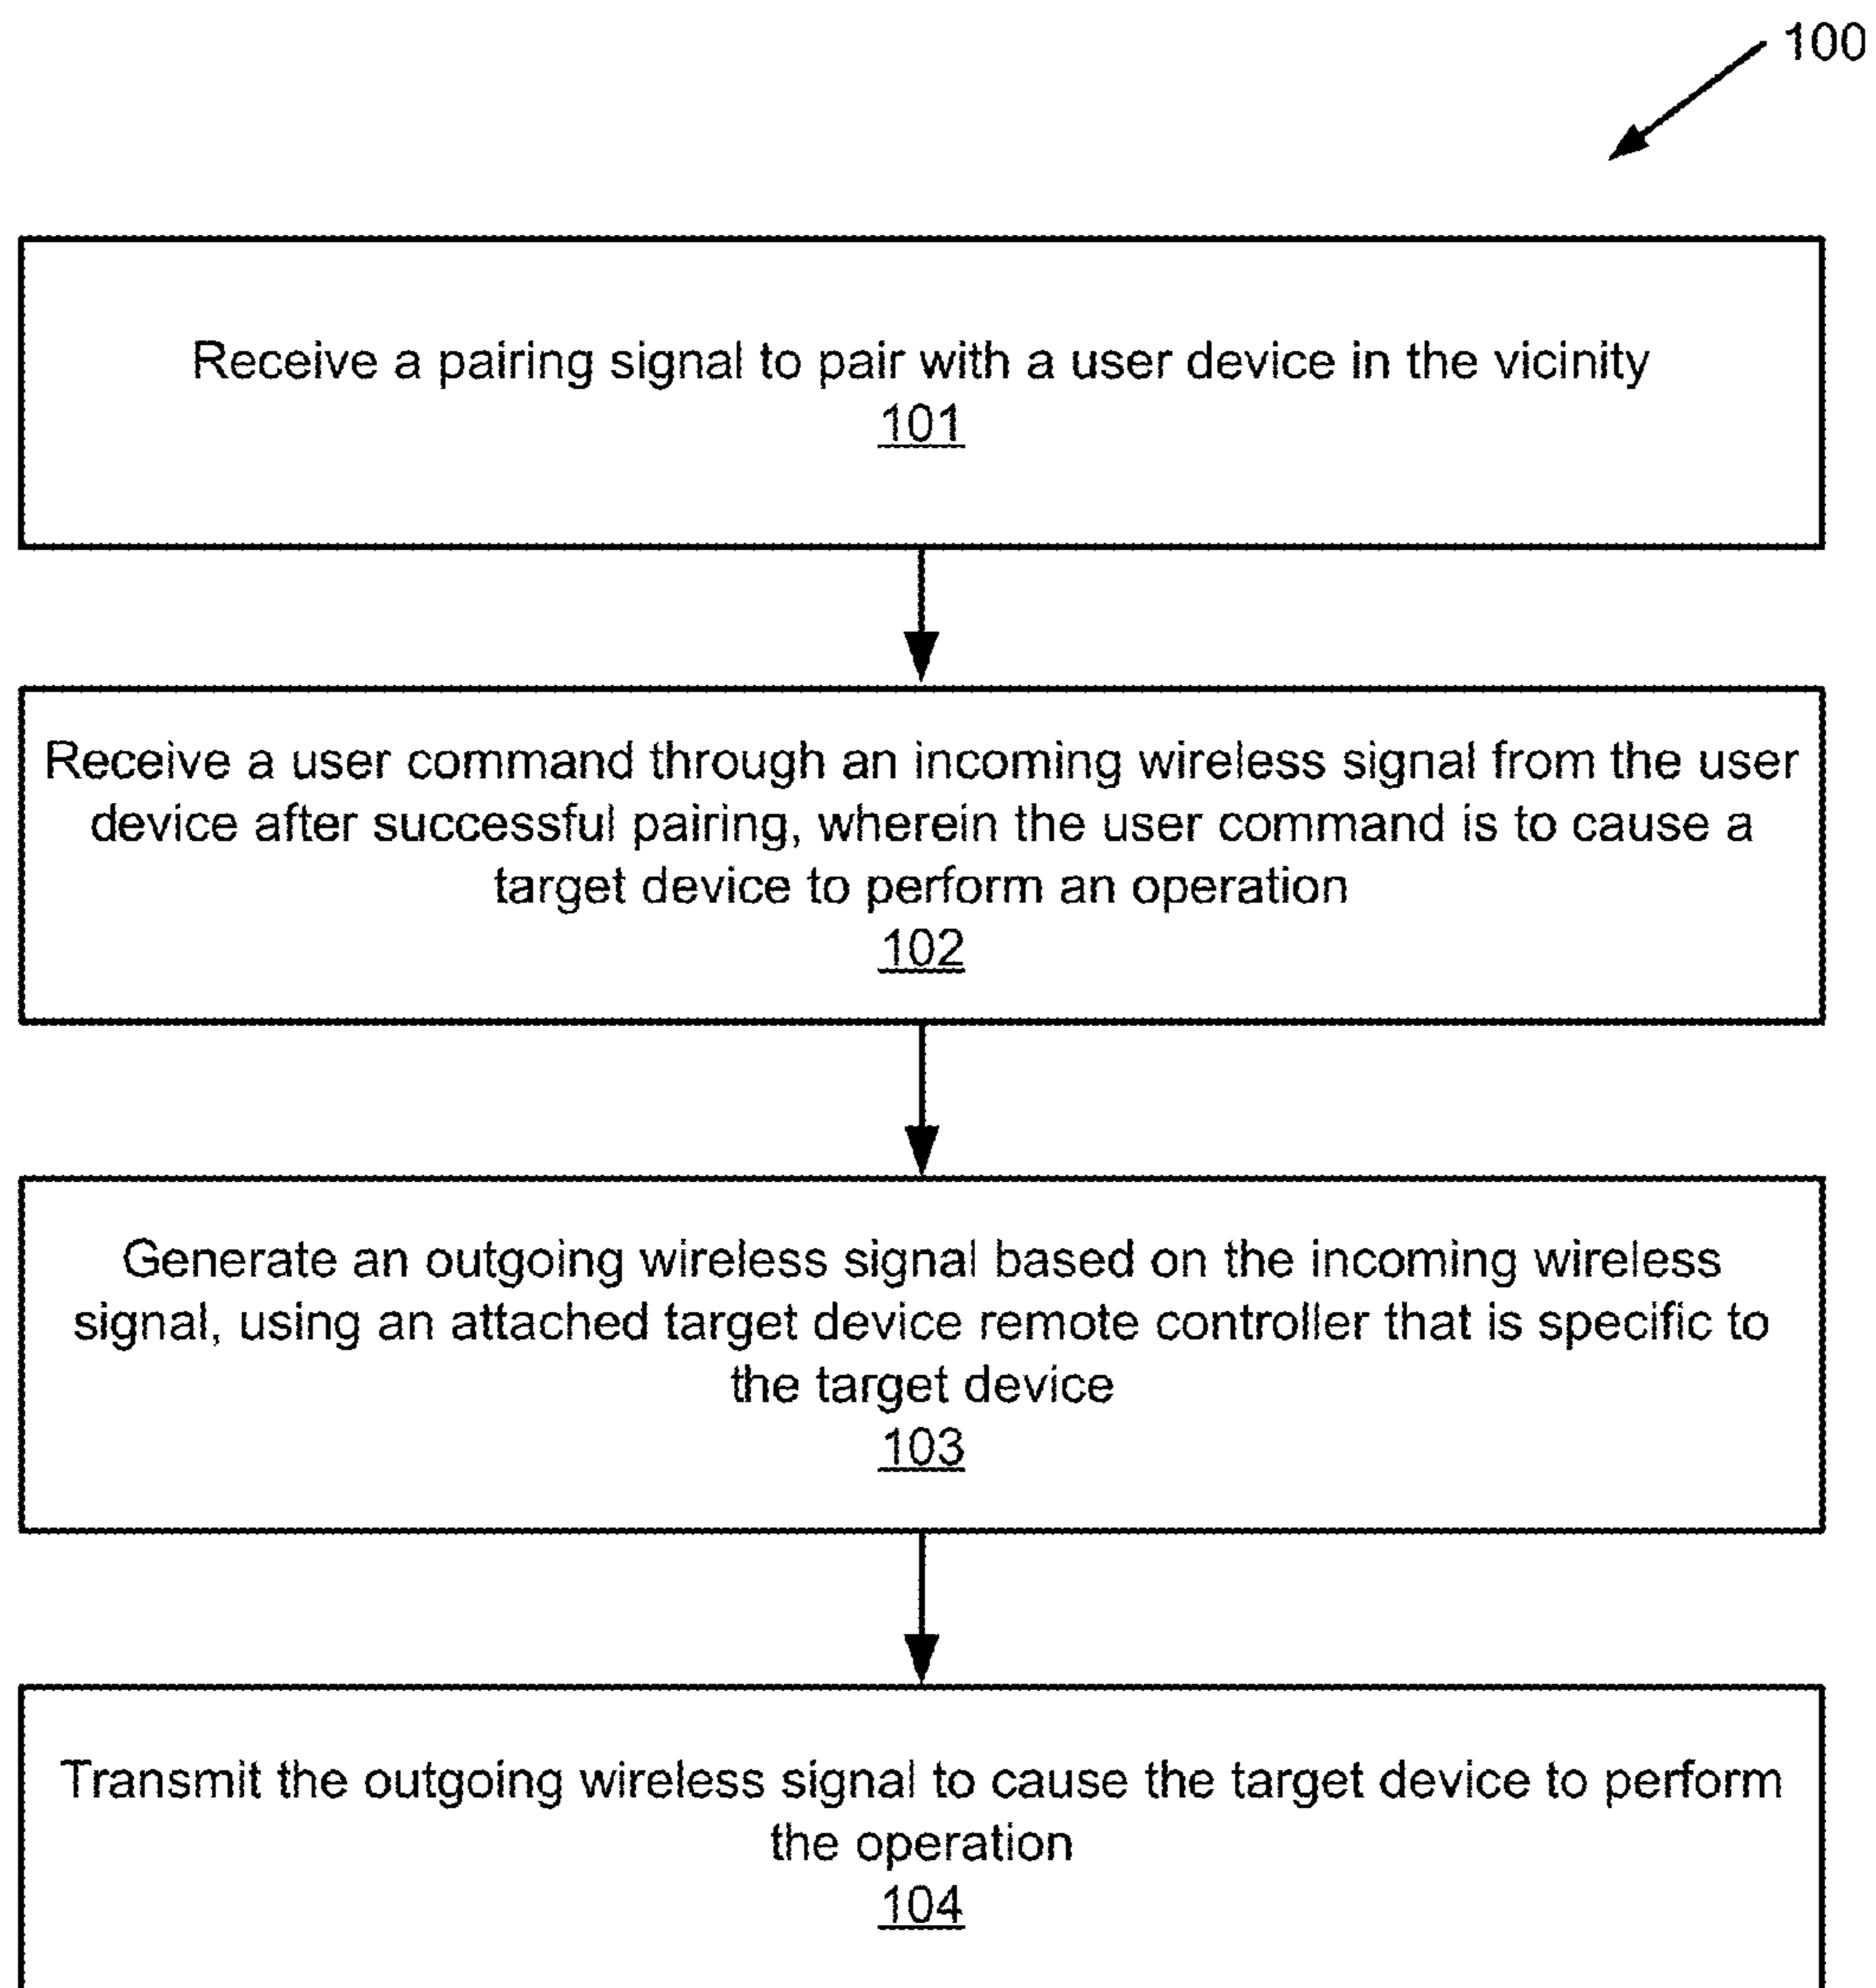 100
Receive a pairing signal to pair with a user device in the vicinity
101
Receive a user command through an incoming wireless signal from the user
device after successful pairing, wherein the user command is to cause a
target device to perform an operation
102
Generate an outgoing wireless signal based on the incoming wireless
signal, using an attached target device remote controller that is specific to
the target device
103
Transmit the outgoing wireless signal to cause the target device to perform
the operation
104